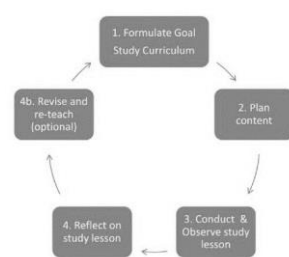 1. Formulate Goal
Study Curriculum
2. Plan
content
3. Conduct &
Observe study
lesson
4. Reflect on
study lesson
4b. Revise and
re-teach
(optional)